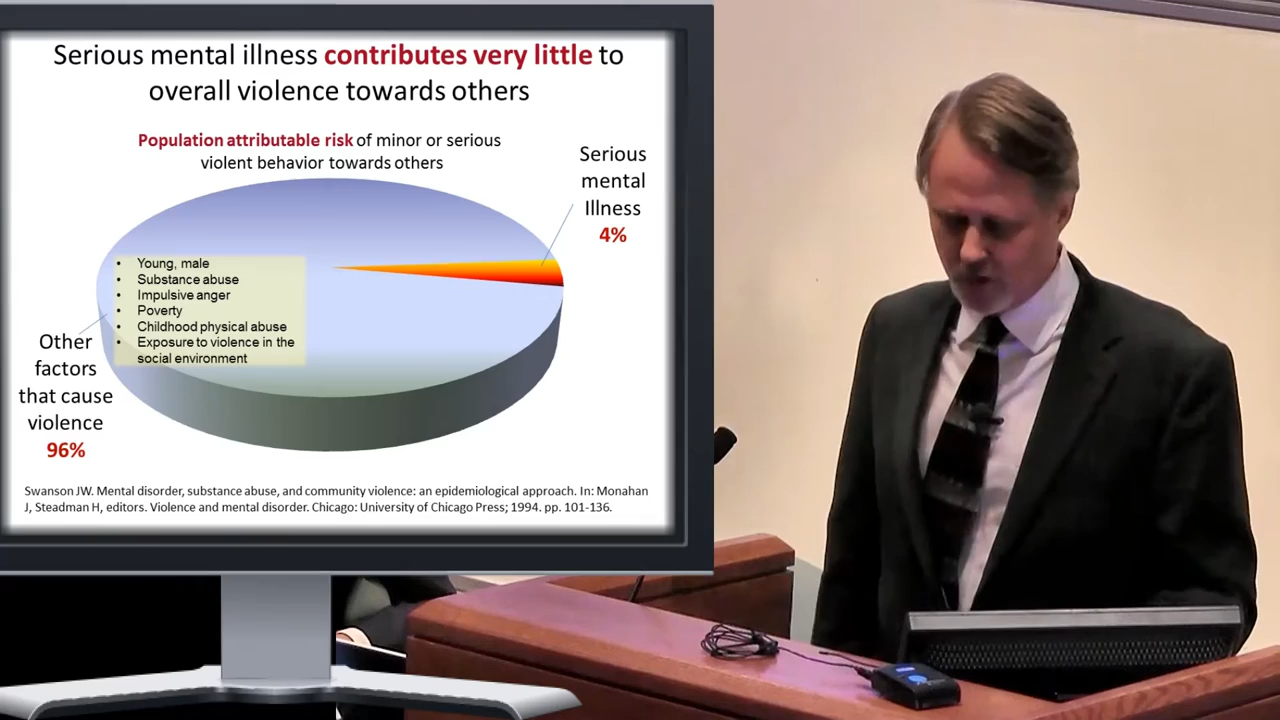 Serious mental illness contributes very little to
overall violence towards others
Population attributable risk of minor or serious
violent behavior towards others
Serious
mental
Illness
4%
• Young, male
• Substance abuse
• Impulsive anger
• Poverty
• Childhood physical abuse
• Exposure to violence in the
social environment
Other
factors
that cause
violence
96%
Swanson JW. Mental disorder, substance abuse, and community violence: an epidemiological approach. In: Monahan
J, Steadman H, editors. Violence and mental disorder. Chicago: University of Chicago Press; 1994. pp. 101-136.